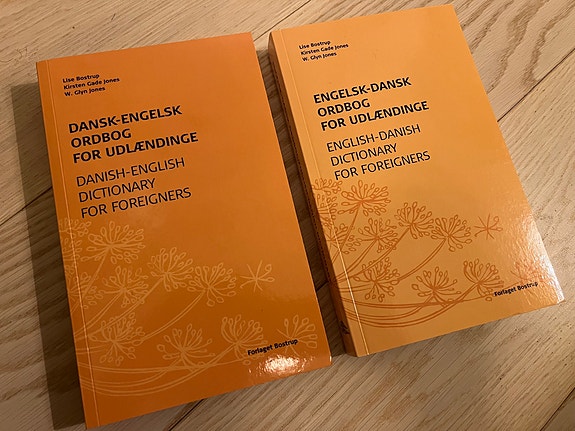 Lise Bostrup
Kirsten Gade Jones
W. Glyn Jones
DANSK-ENGELSK
ORDBOG
FOR UDLÆNDINGE
DANISH-ENGLISH
DICTIONARY
FOR FOREIGNERS
Forlaget Bostrup
Lise Bostrup
Kirsten Gade Jones
W. Glyn Jones
ENGELSK-DANSK
ORDBOG
FOR UDLÆNDINGE
ENGLISH-DANISH
DICTIONARY
FOR FOREIGNERS
Forlaget Bostrup